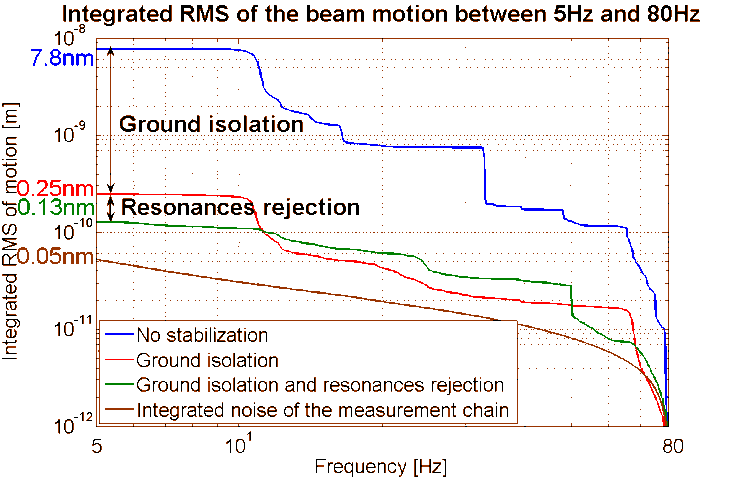 Integrated RMS of the beam motion between 5Hz and 80Hz
Integrated RMS of motion [m]
10⁻⁸
7.8nm
Ground isolation
10⁻⁹
0.25nm
0.13nm
Resonances rejection
10⁻¹⁰
0.05nm
10⁻¹¹
No stabilization
Ground isolation
Ground isolation and resonances rejection
Integrated noise of the measurement chain
10⁻¹²
5
10¹
80
Frequency [Hz]